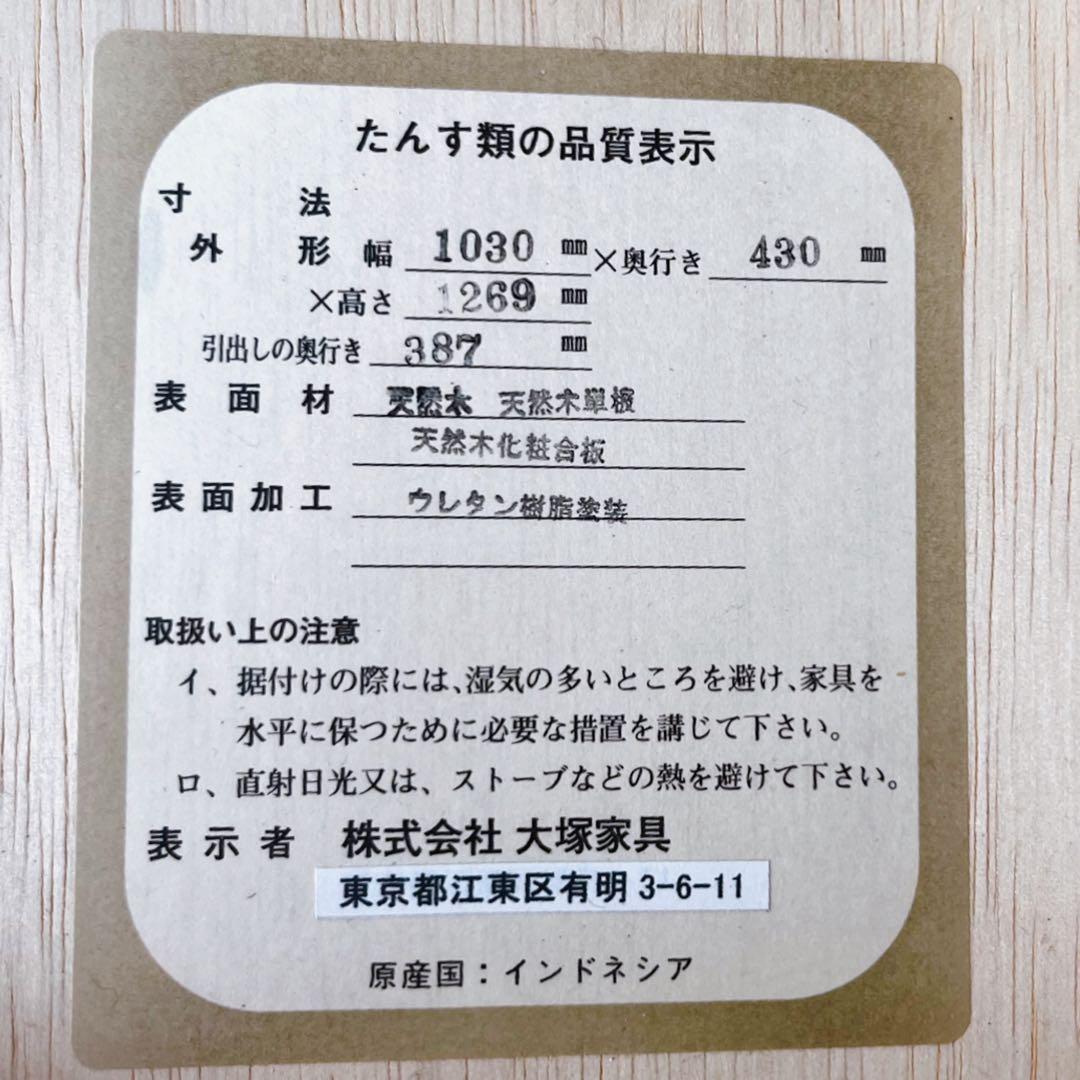 たんす類の品質表示
寸法
外形 幅 1030 ㎜ ×奥行き 430 ㎜
×高さ 1269 ㎜
引出しの奥行き 387 ㎜
表面材 天然木 天然木単板
天然木化粧合板
表面加工 ウレタン樹脂塗装
取扱い上の注意
イ、据付けの際には、湿気の多いところを避け、家具を
水平に保つために必要な措置を講じて下さい。
ロ、直射日光又は、ストーブなどの熱を避けて下さい。
表示者 株式会社 大塚家具
東京都江東区有明 3-6-11
原産国：インドネシア